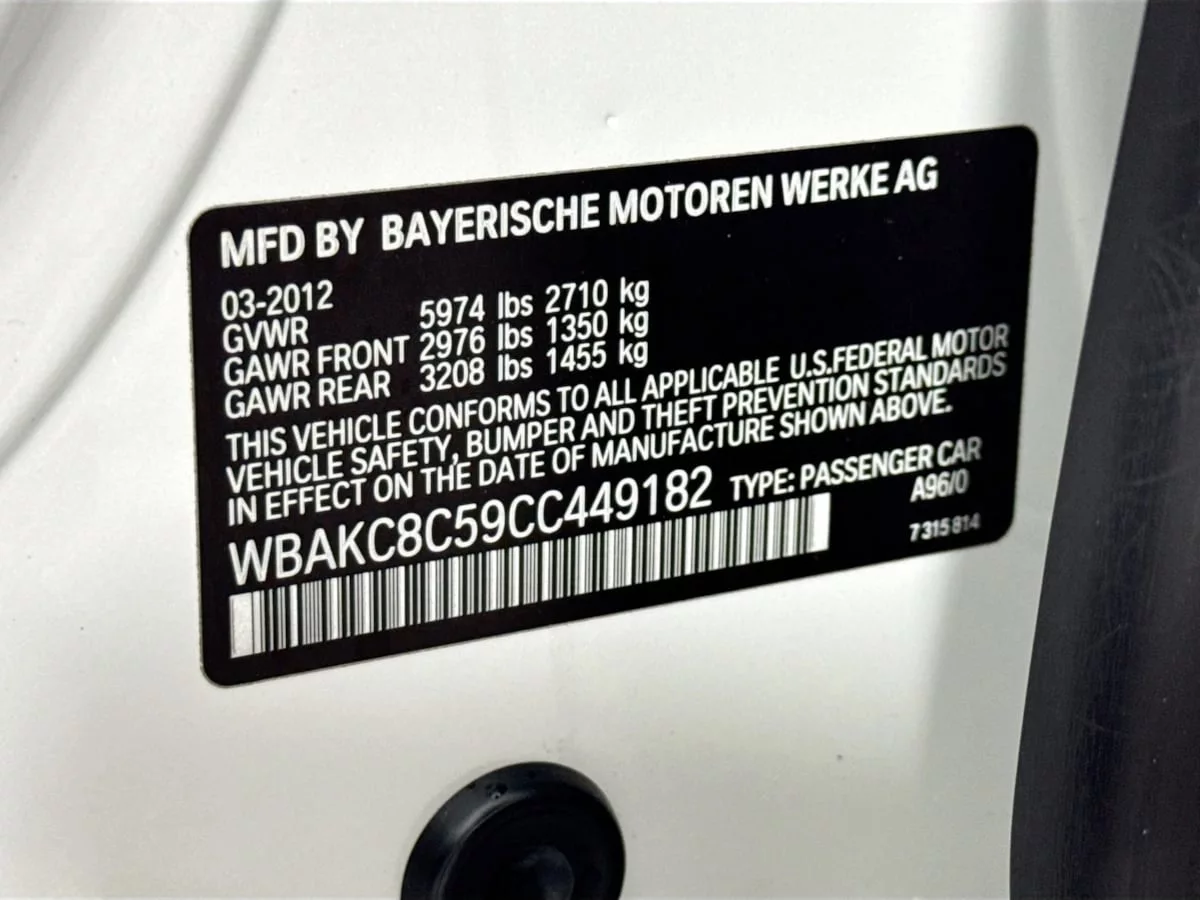 MFD BY BAYERISCHE MOTOREN WERKE AG
03-2012
GVWR 5974 lbs 2710 kg
GAWR FRONT 2976 lbs 1350 kg
GAWR REAR 3208 lbs 1455 kg
THIS VEHICLE CONFORMS TO ALL APPLICABLE U.S.FEDERAL MOTOR
VEHICLE SAFETY, BUMPER AND THEFT PREVENTION STANDARDS
IN EFFECT ON THE DATE OF MANUFACTURE SHOWN ABOVE.
WBAKC8C59CC449182 TYPE: PASSENGER CAR
A96/0
7315814